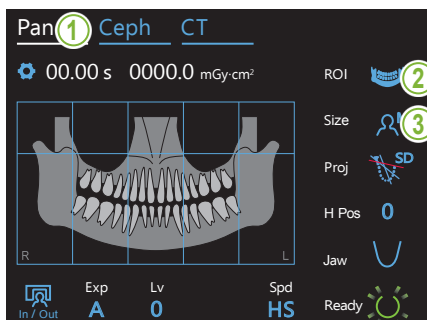 Pan 1 Ceph CT
00.00 s 0000.0 mGy·cm²
ROI 2
Size 3
Proj SD
H Pos 0
R L Jaw
In / Out Exp A Lv 0 Spd HS Ready